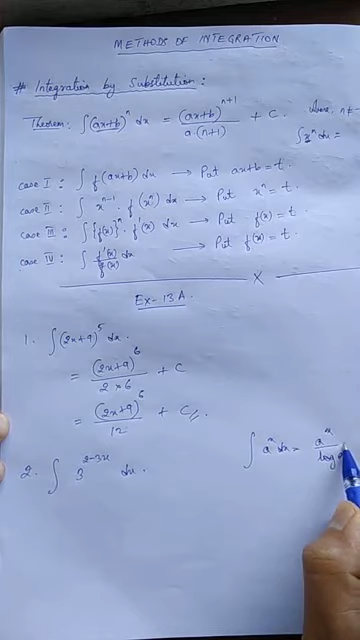 METHODS OF INTEGRATION
# Integration by Substitution :
Theorem : ∫(ax+b)^n dx = (ax+b)^(n+1) / a.(n+1) + C. where, n ≠ -
∫ x^n dx =
case I : ∫ f(ax+b) dx → Put ax+b = t.
case II : ∫ x^(n-1) f(x^n) dx → Put x^n = t.
case III : ∫ {f(x)}^n . f'(x) dx → Put f(x) = t.
case IV : ∫ f'(x)/f(x) dx → Put f(x) = t.
X
Ex-13A.
1. ∫(2x+9)^5 dx.
= (2x+9)^6 / 2×6 + C
= (2x+9)^6 / 12 + C.
2. ∫ 3^(2-3x) dx.
∫ a^x dx = a^x / log